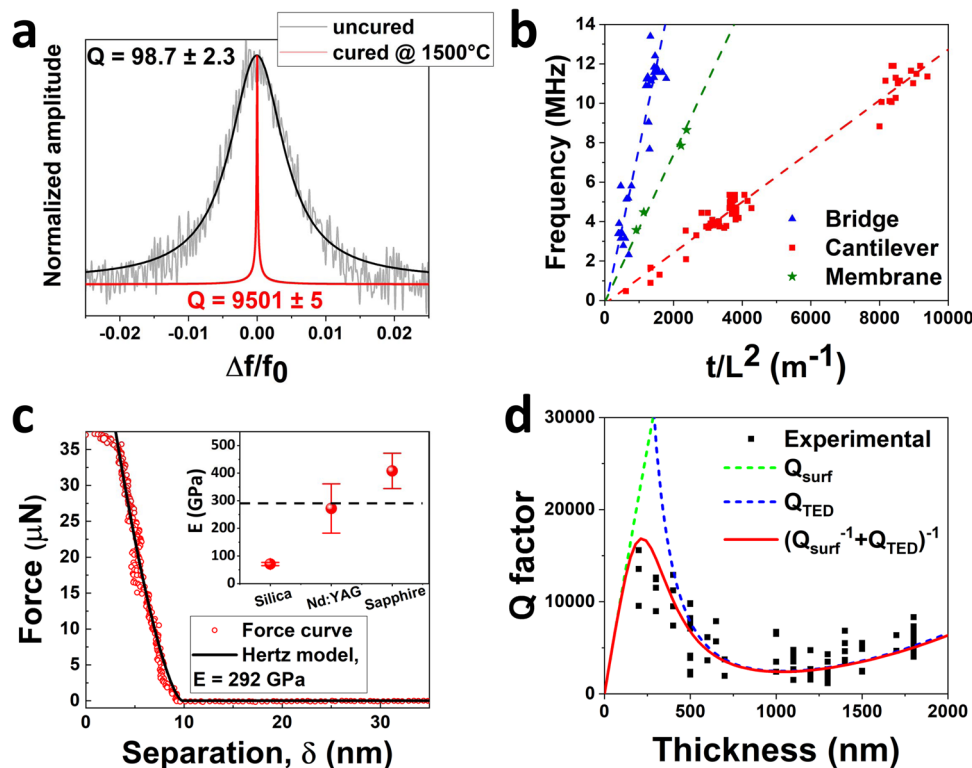 a
uncured
cured @ 1500°C
Q = 98.7 ± 2.3
Q = 9501 ± 5
Normalized amplitude
-0.02 -0.01 0.00 0.01 0.02
Δf/f0
b
14
12
10
8
6
4
2
0
Frequency (MHz)
Bridge
Cantilever
Membrane
0 2000 4000 6000 8000 10000
t/L² (m⁻¹)
c
35
30
25
20
15
10
5
0
Force (μN)
500
400
300
200
100
0
E (GPa)
Silica Nd:YAG Sapphire
Force curve
Hertz model,
E = 292 GPa
0 10 20 30
Separation, δ (nm)
d
30000
20000
10000
0
Q factor
Experimental
Qsurf
QTED
(Qsurf⁻¹+QTED)⁻¹
0 500 1000 1500 2000
Thickness (nm)